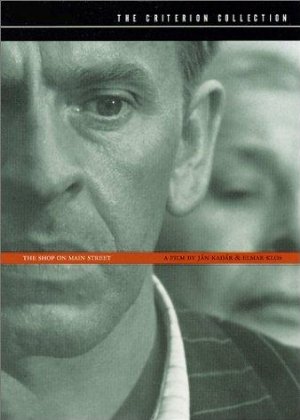 THE CRITERION COLLECTION
THE SHOP ON MAIN STREET
A FILM BY JÁN KADÁR & ELMAR KLOS